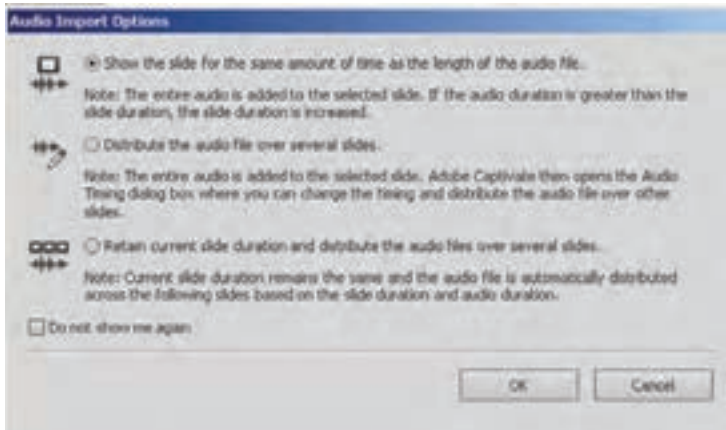 Audio Import Options
Show the slide for the same amount of time as the length of the audio file.
Note: The entire audio is added to the selected slide. If the audio duration is greater than the
slide duration, the slide duration is increased.
Distribute the audio file over several slides.
Note: The entire audio is added to the selected slide. Adobe Captivate then opens the Audio
Timing dialog box where you can change the timing and distribute the audio file over other
slides.
Retain current slide duration and distribute the audio files over several slides.
Note: Current slide duration remains the same and the audio file is automatically distributed
across the following slides based on the slide duration and audio duration.
Do not show me again
OK
Cancel